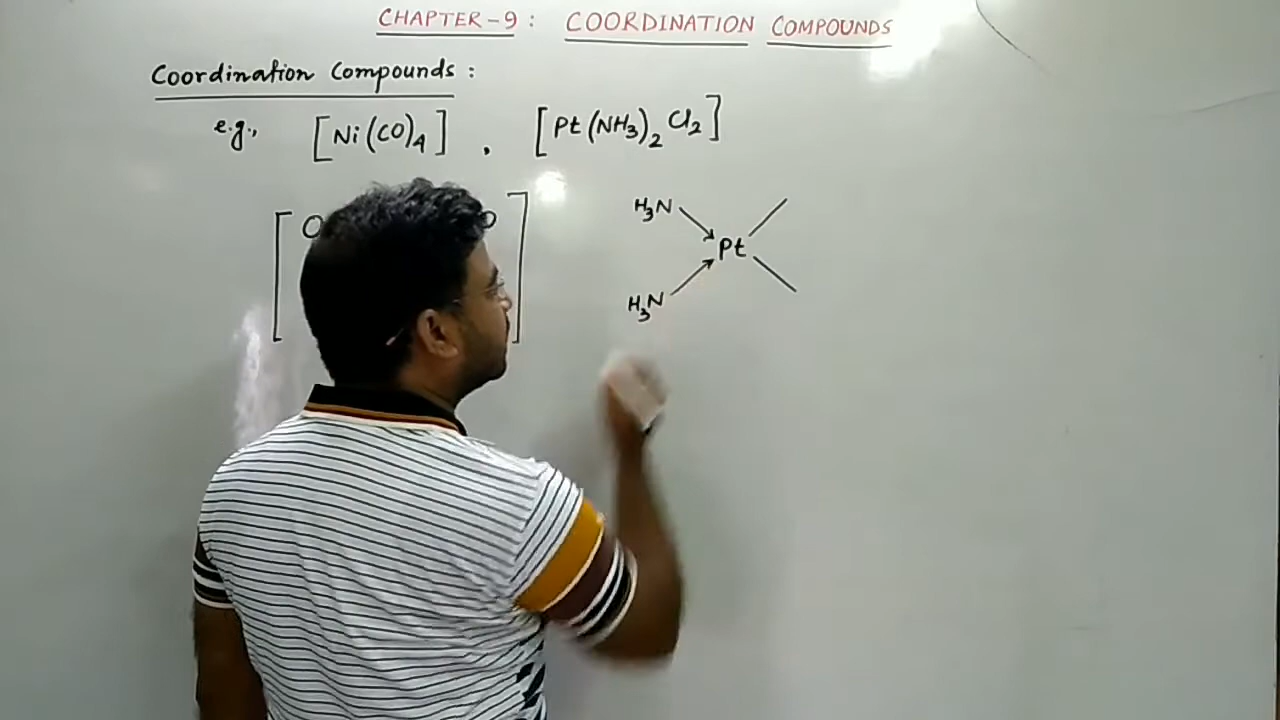 CHAPTER-9 : COORDINATION COMPOUNDS
Coordination Compounds :
e.g., [Ni(CO)4] , [Pt(NH3)2Cl2]
H3N
Pt
H3N